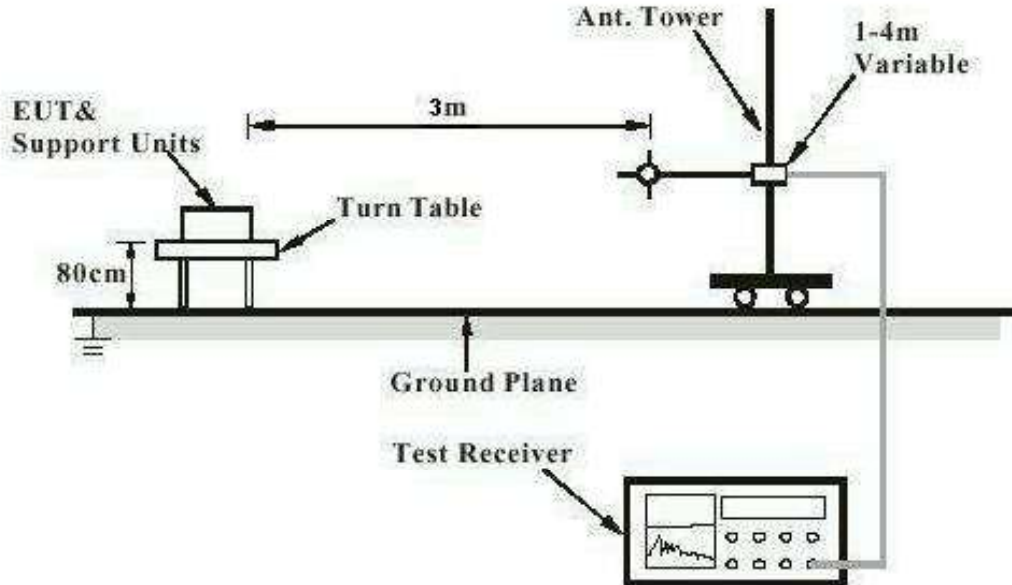 Ant. Tower
1-4m
Variable
EUT&
Support Units
3m
Turn Table
80cm
Ground Plane
Test Receiver